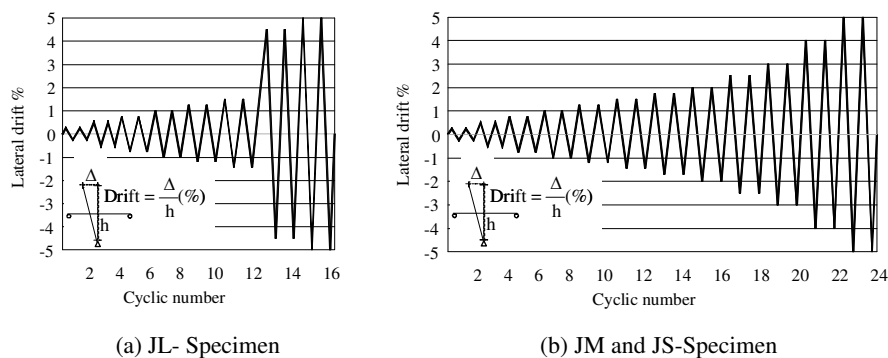 5
4
3
2
1
0
-1
-2
-3
-4
-5
Lateral drift %
Δ
Drift = Δ/h (%)
h
2 4 6 8 10 12 14 16
Cyclic number
(a) JL- Specimen
5
4
3
2
1
0
-1
-2
-3
-4
-5
Lateral drift %
Δ
Drift = Δ/h (%)
h
2 4 6 8 10 12 14 16 18 20 22 24
Cyclic number
(b) JM and JS-Specimen